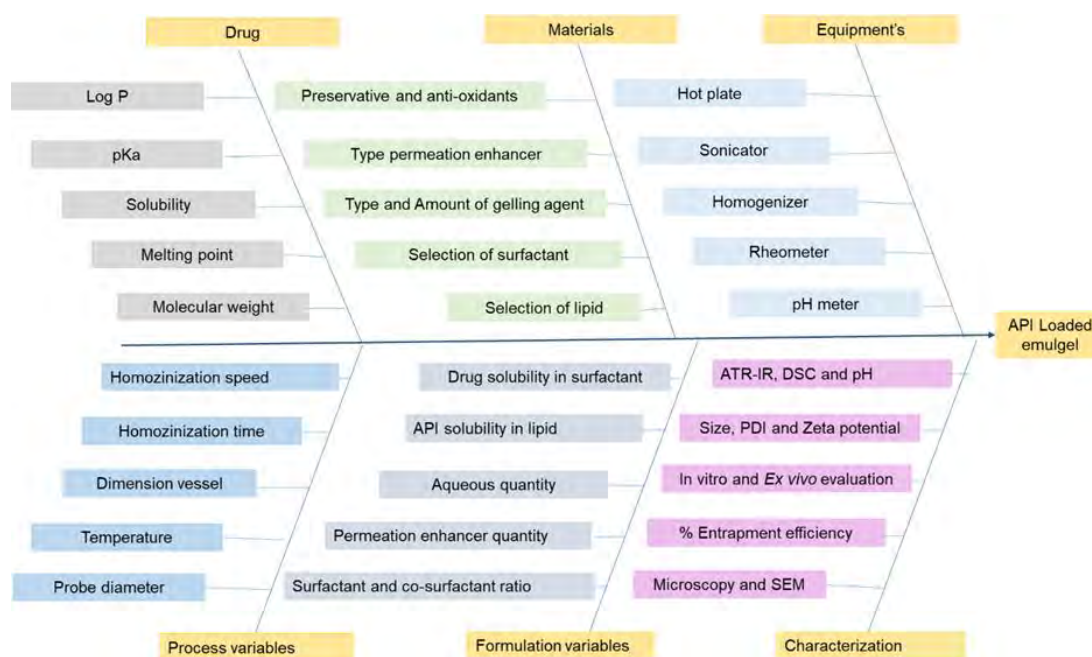 Drug
Materials
Equipment's
Log P
pKa
Solubility
Melting point
Molecular weight
Preservative and anti-oxidants
Type permeation enhancer
Type and Amount of gelling agent
Selection of surfactant
Selection of lipid
Hot plate
Sonicator
Homogenizer
Rheometer
pH meter
API Loaded
emulgel
Homozinization speed
Homozinization time
Dimension vessel
Temperature
Probe diameter
Drug solubility in surfactant
API solubility in lipid
Aqueous quantity
Permeation enhancer quantity
Surfactant and co-surfactant ratio
ATR-IR, DSC and pH
Size, PDI and Zeta potential
In vitro and Ex vivo evaluation
% Entrapment efficiency
Microscopy and SEM
Process variables
Formulation variables
Characterization